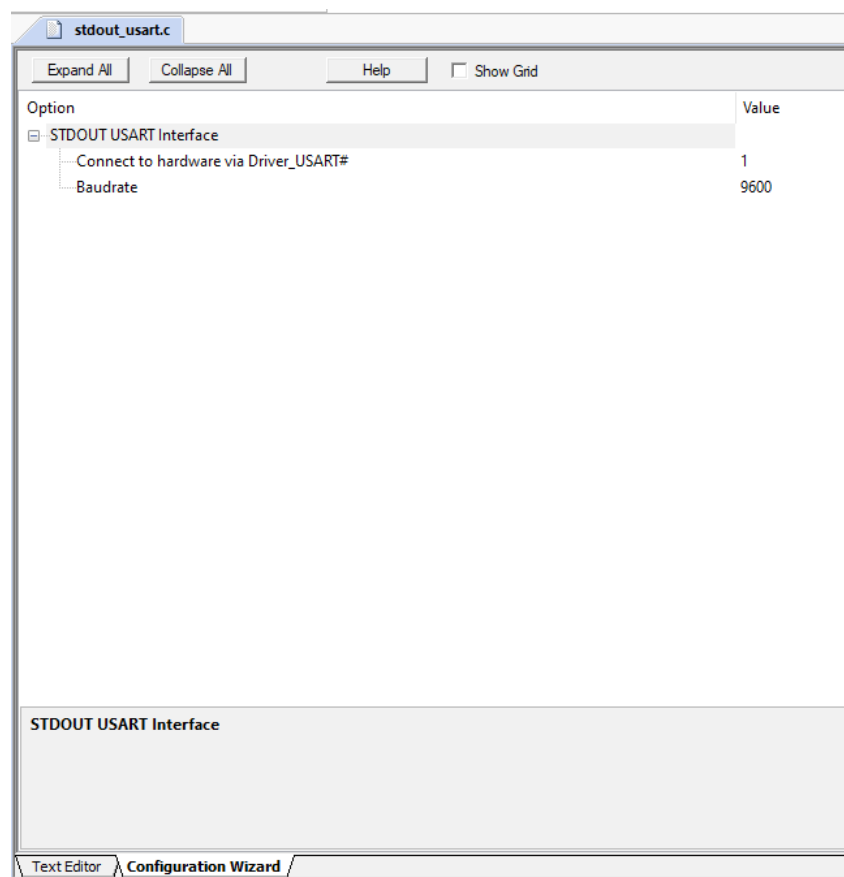 stdout_usart.c
Expand All Collapse All Help Show Grid
Option Value
STDOUT USART Interface
Connect to hardware via Driver_USART# 1
Baudrate 9600
STDOUT USART Interface
Text Editor Configuration Wizard